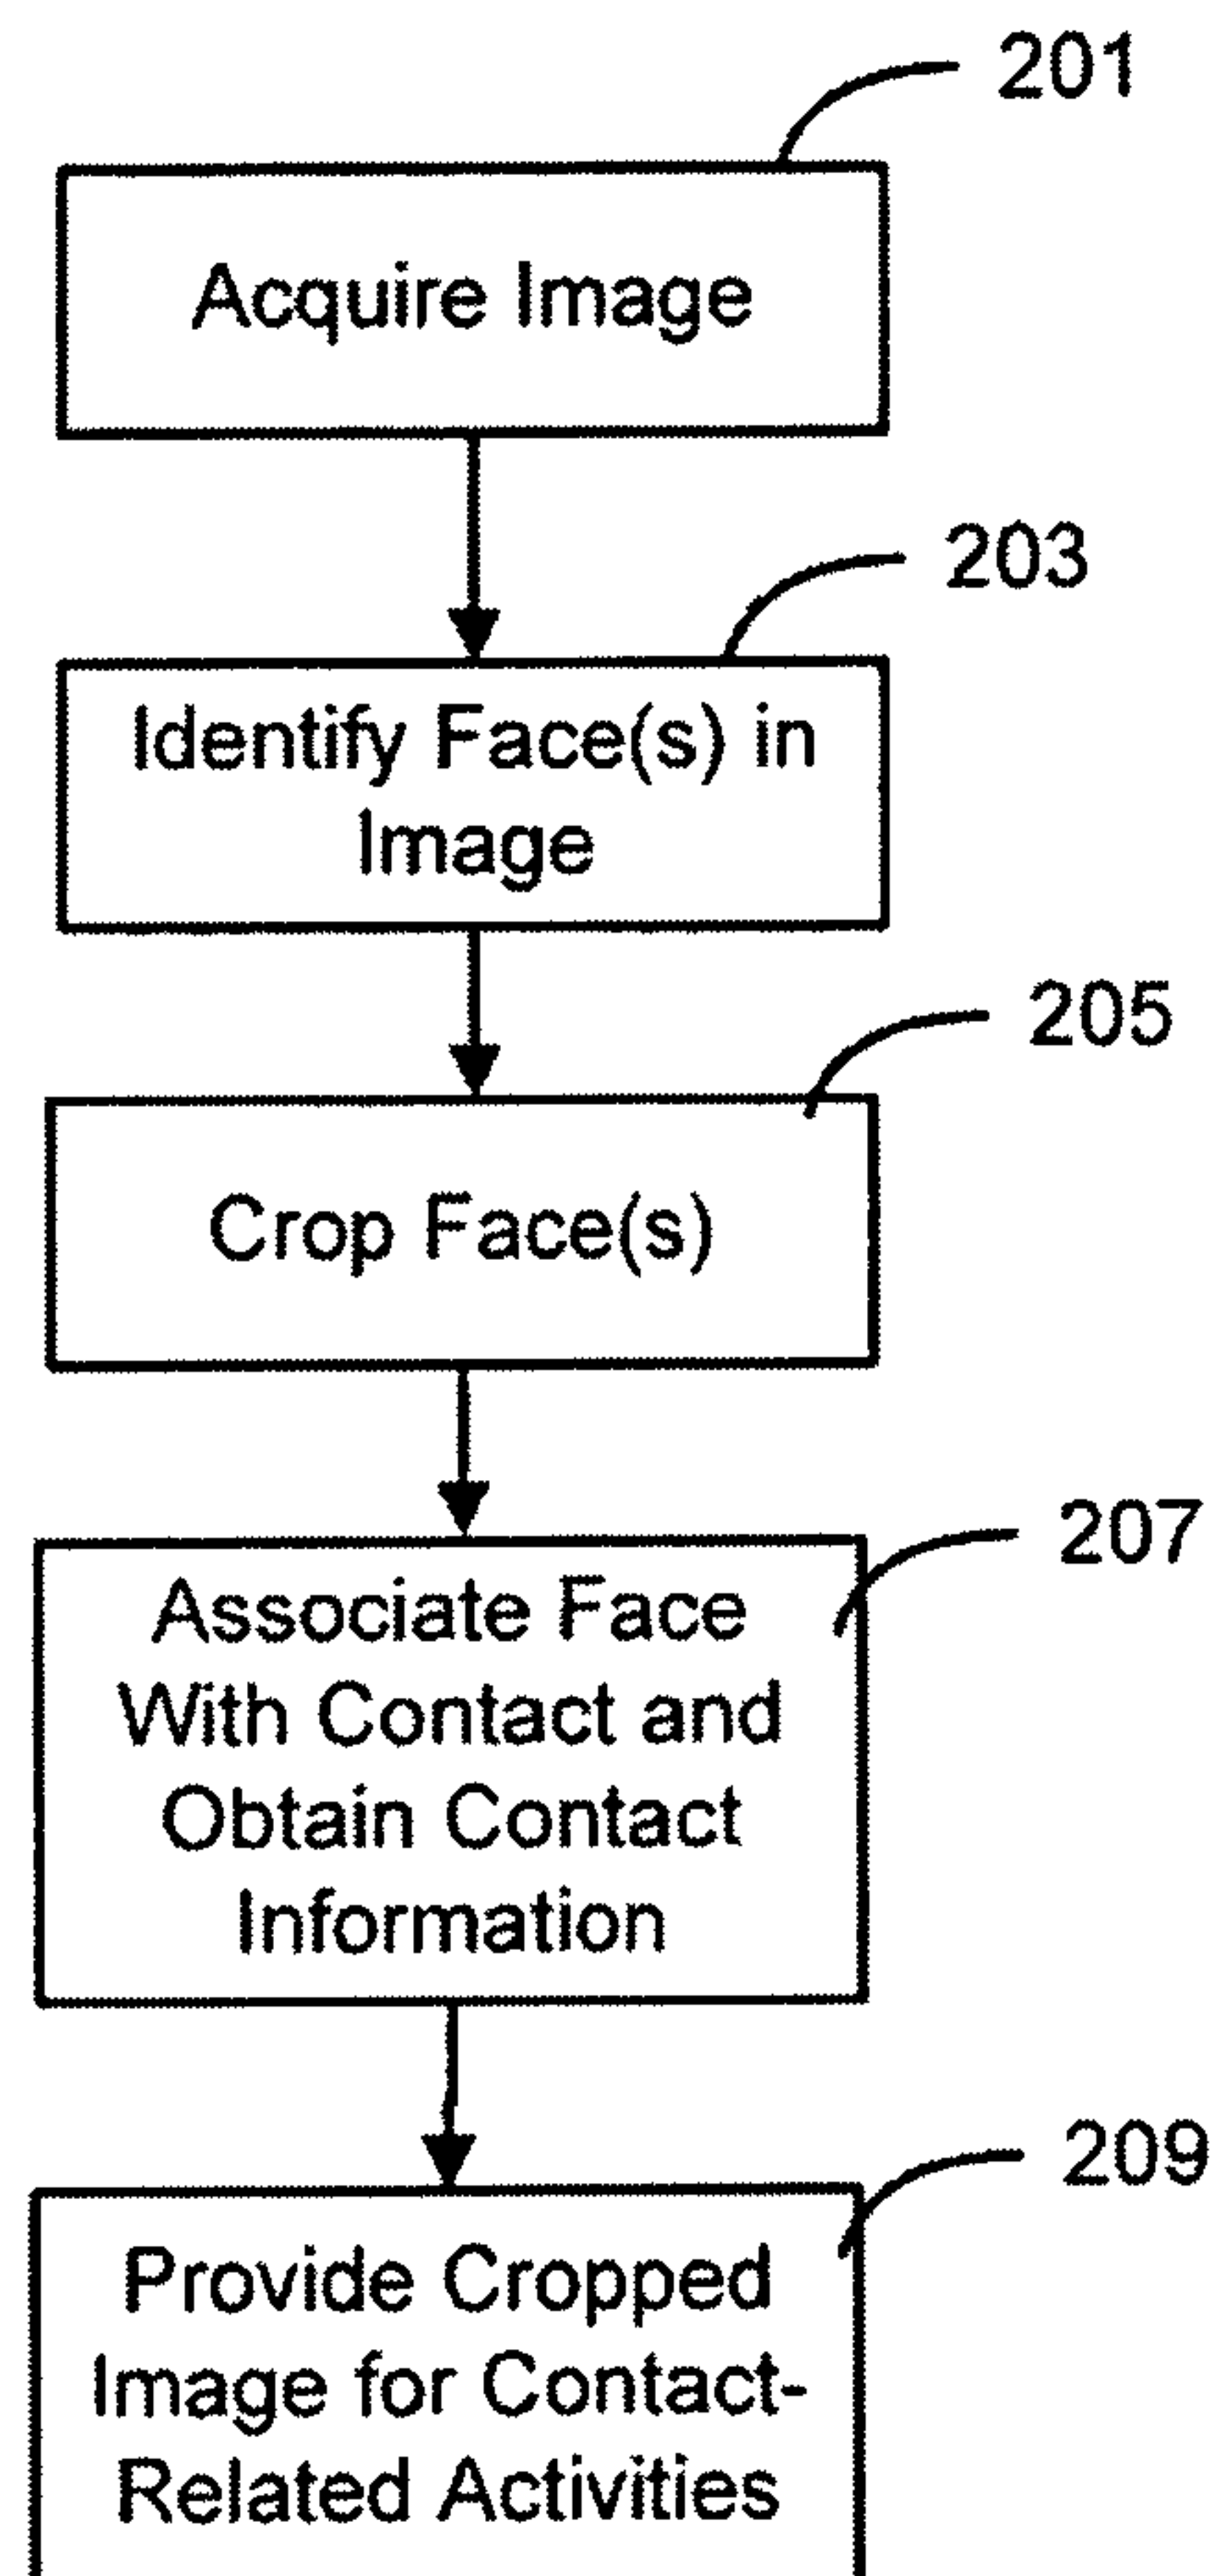 201
Acquire Image
203
Identify Face(s) in
Image
205
Crop Face(s)
207
Associate Face
With Contact and
Obtain Contact
Information
209
Provide Cropped
Image for Contact-
Related Activities